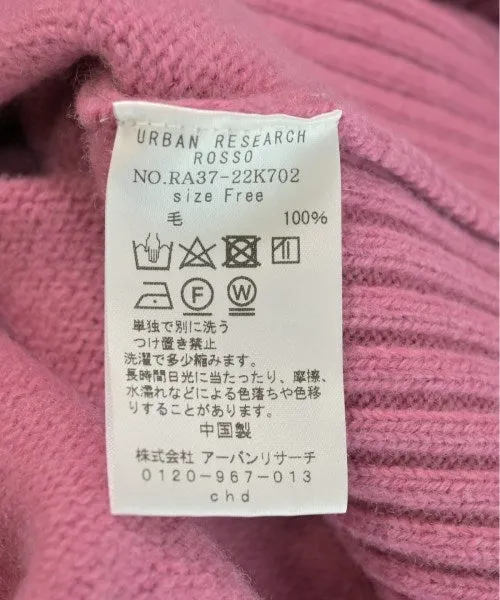 URBAN RESEARCH
ROSSO
NO.RA37-22K702
size Free
毛 100%
F W
単独で別に洗う
つけ置き禁止
洗濯で多少縮みます。
長時間日光に当たったり、摩擦、
水濡れなどによる色落ちや色移
りすることがあります。
中国製
株式会社 アーバンリサーチ
0120-967-013
chd